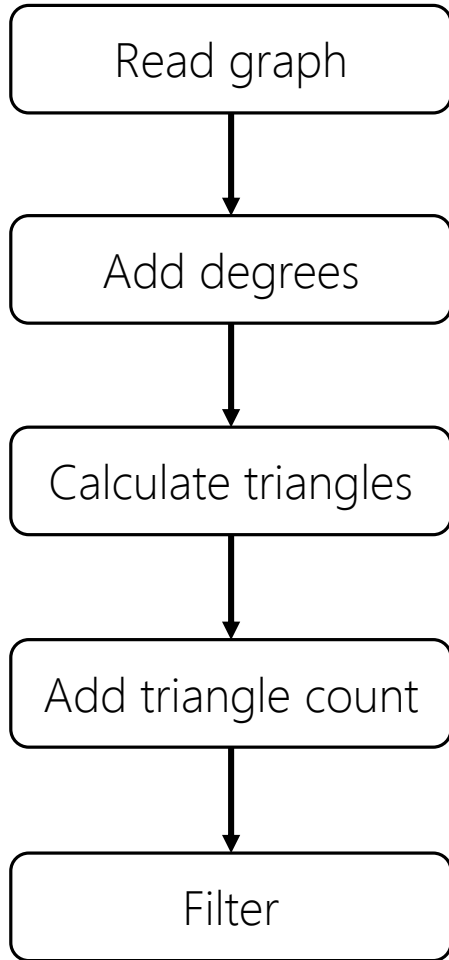 Read graph
Add degrees
Calculate triangles
Add triangle count
Filter